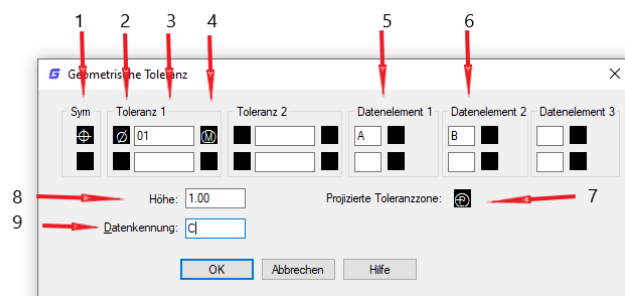 1 2 3 4 5 6
Geometrische Toleranz
Sym Toleranz 1 Toleranz 2 Datenelement 1 Datenelement 2 Datenelement 3
⌖ ⌀ 01 Ⓜ A B
8 Höhe: 1.00 Projizierte Toleranzzone: Ⓟ 7
9 Datenkennung: C
OK Abbrechen Hilfe